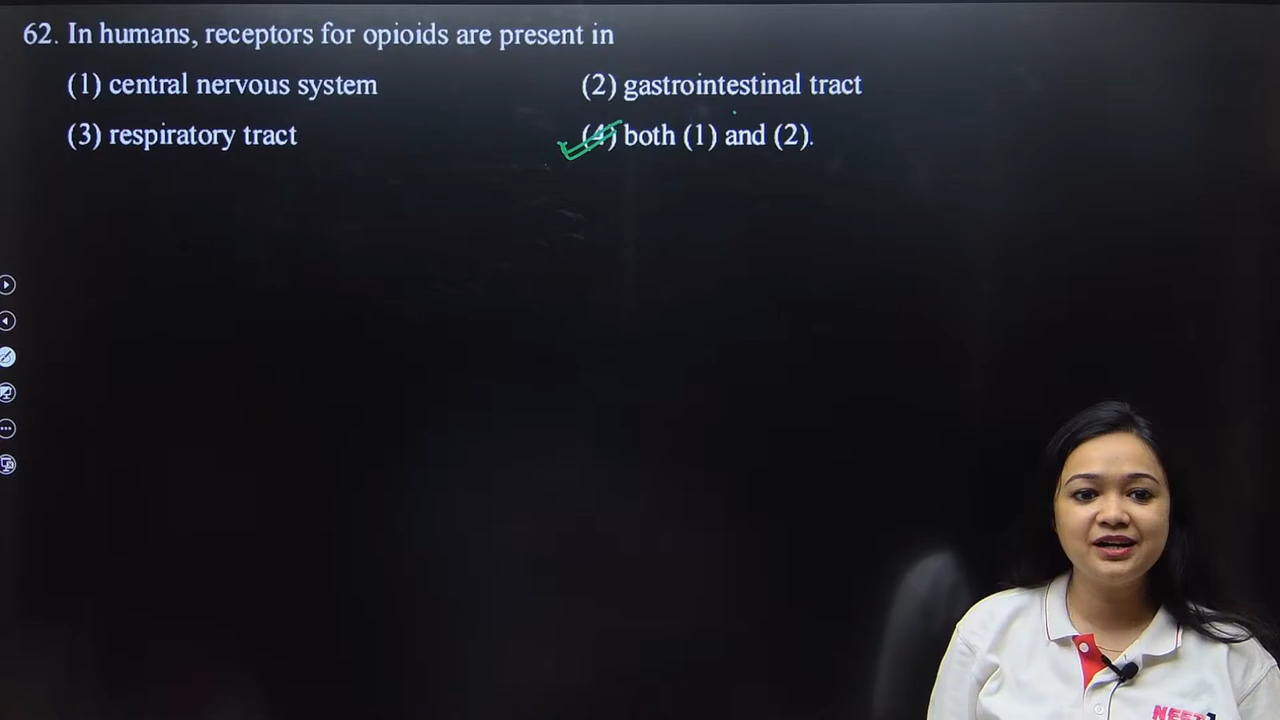 62. In humans, receptors for opioids are present in
(1) central nervous system (2) gastrointestinal tract
(3) respiratory tract (4) both (1) and (2).
NEET